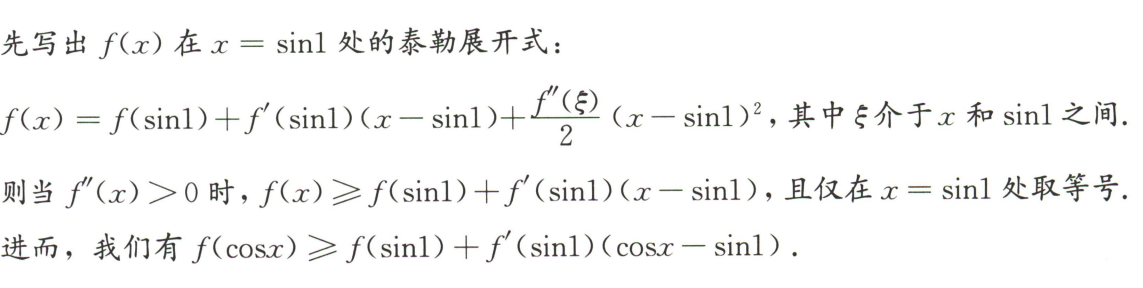 先写出 f(x) 在 x = sin1 处的泰勒展开式：
f(x) = f(sin1)+f′(sin1)(x－sin1)+f″(ξ)/2 (x－sin1)²，其中 ξ介于 x 和 sin1 之间.
则当 f″(x)＞0 时，f(x)⩾f(sin1)+f′(sin1)(x－sin1)，且仅在 x = sin1 处取等号.
进而，我们有 f(cosx)⩾f(sin1)+f′(sin1)(cosx－sin1).